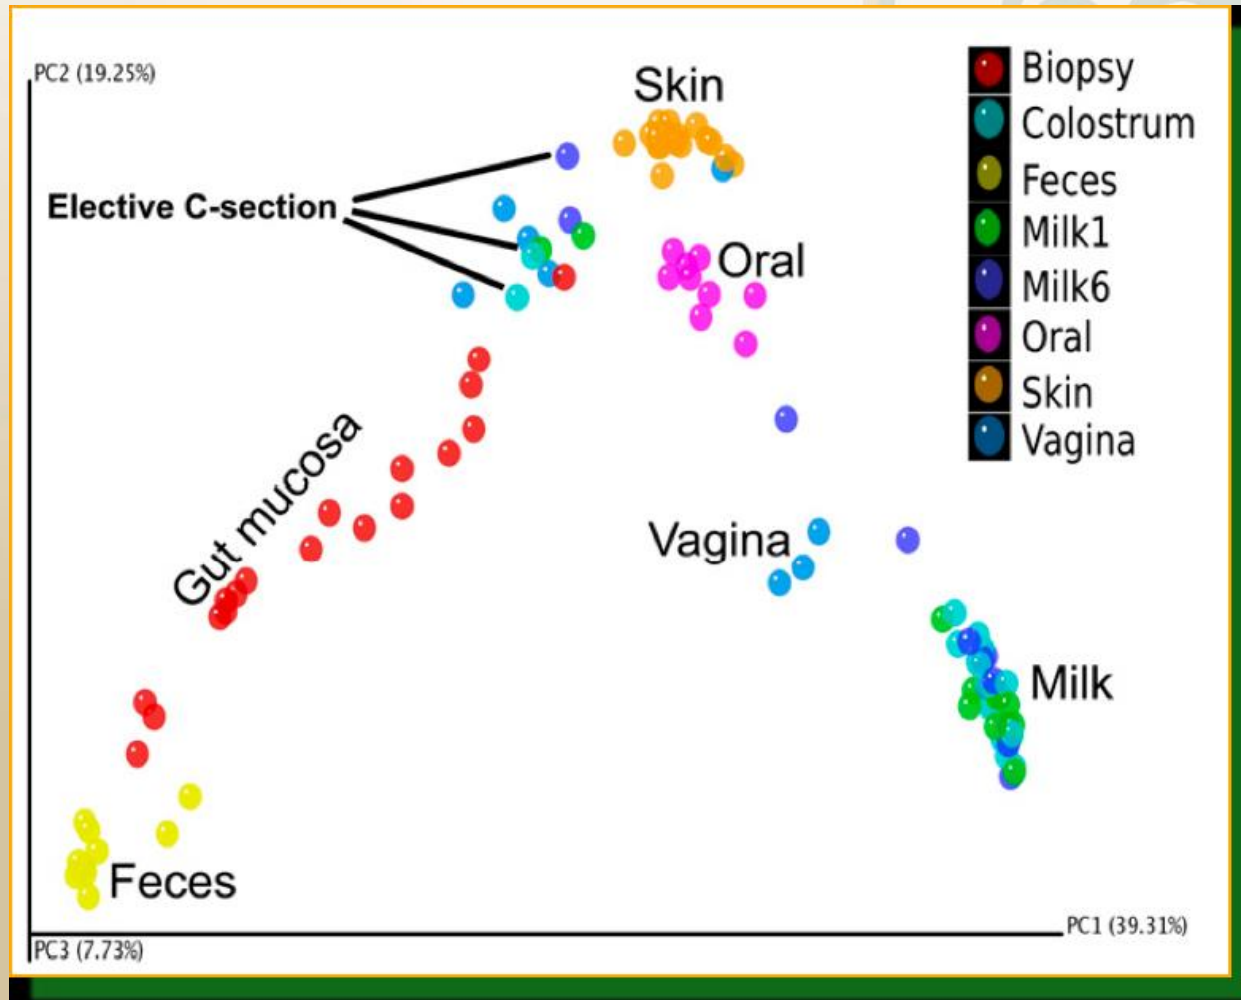 PC2 (19.25%)
Skin
Biopsy
Colostrum
Feces
Milk1
Milk6
Oral
Skin
Vagina
Elective C-section
Oral
Gut mucosa
Vagina
Milk
Feces
PC1 (39.31%)
PC3 (7.73%)